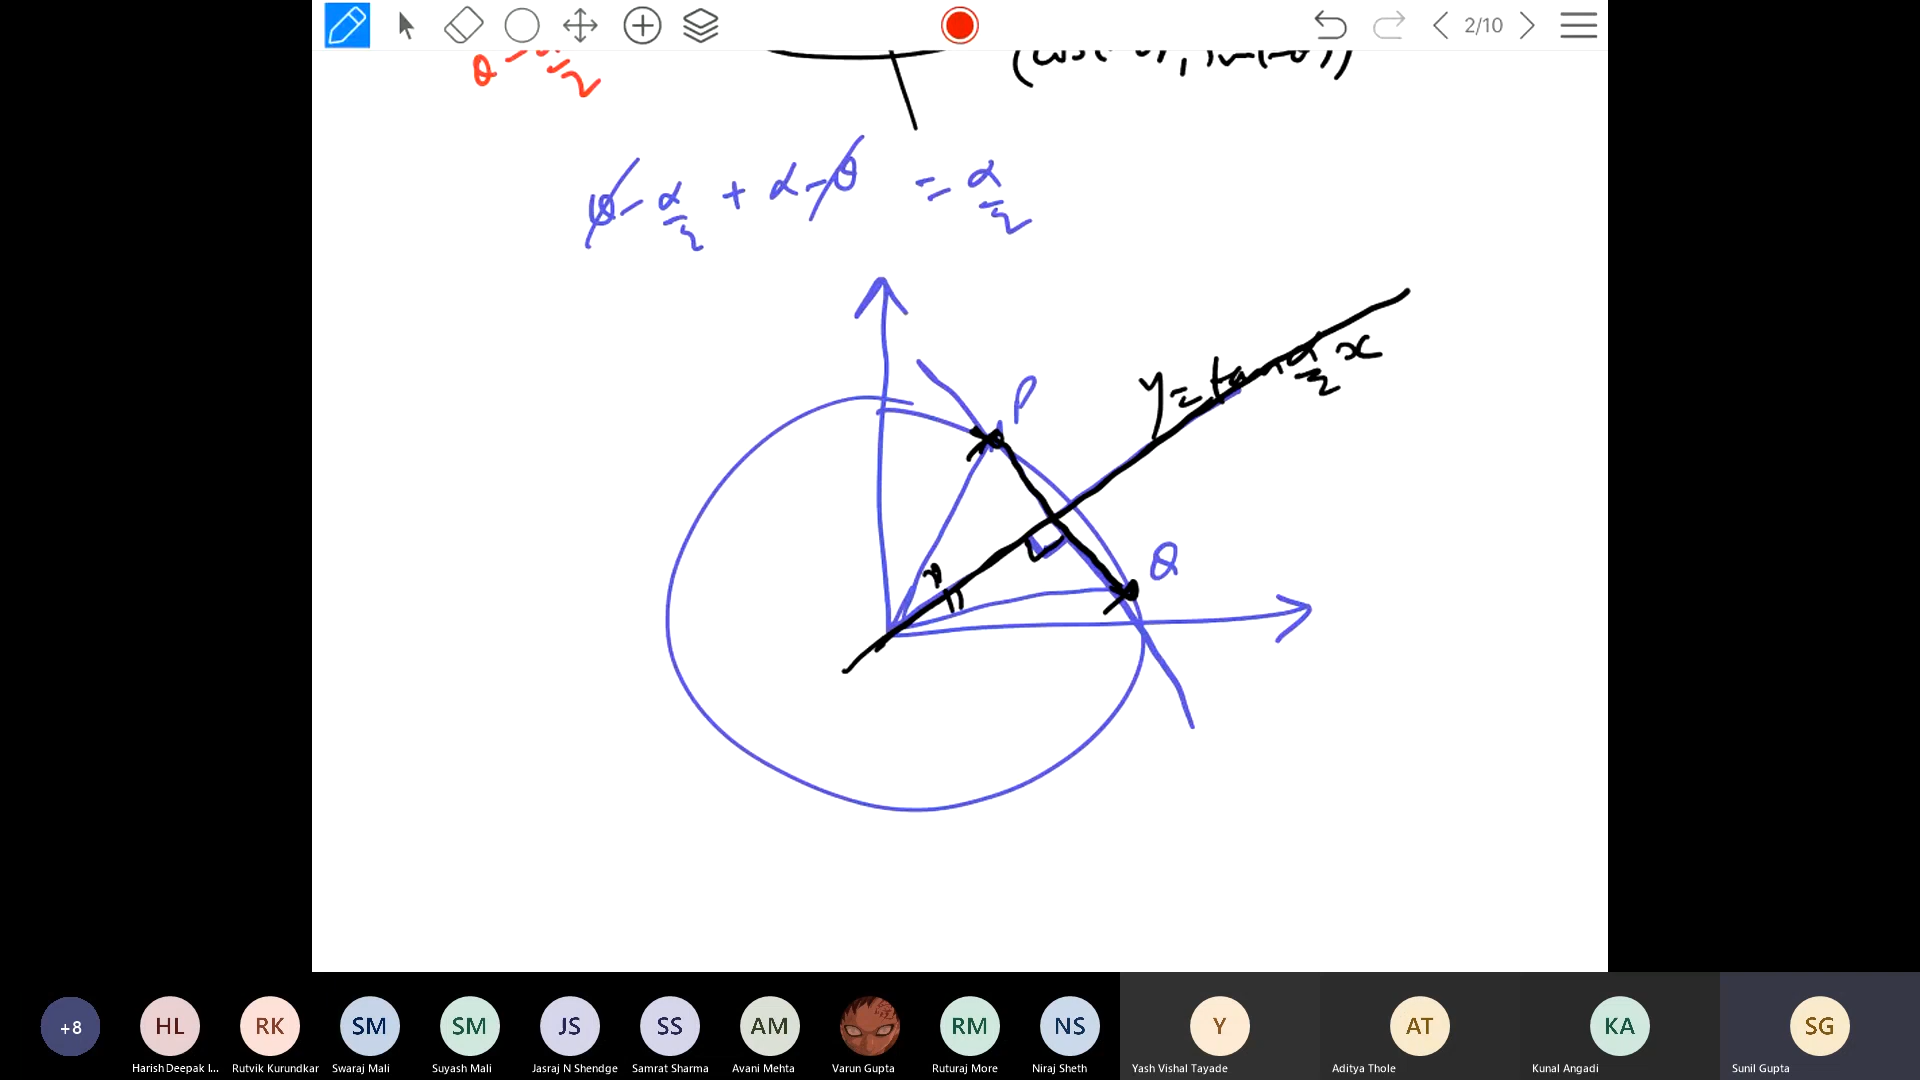 2/10
θ - α/2
θ - α/2 + α - θ = α/2
P
y = tan α/2 x
Q
+8
HL
RK
SM
SM
JS
SS
AM
RM
NS
Y
AT
KA
SG
Harish Deepak I...
Rutvik Kurundkar
Swaraj Mali
Suyash Mali
Jasraj N Shendge
Samrat Sharma
Avani Mehta
Varun Gupta
Ruturaj More
Niraj Sheth
Yash Vishal Tayade
Aditya Thole
Kunal Angadi
Sunil Gupta